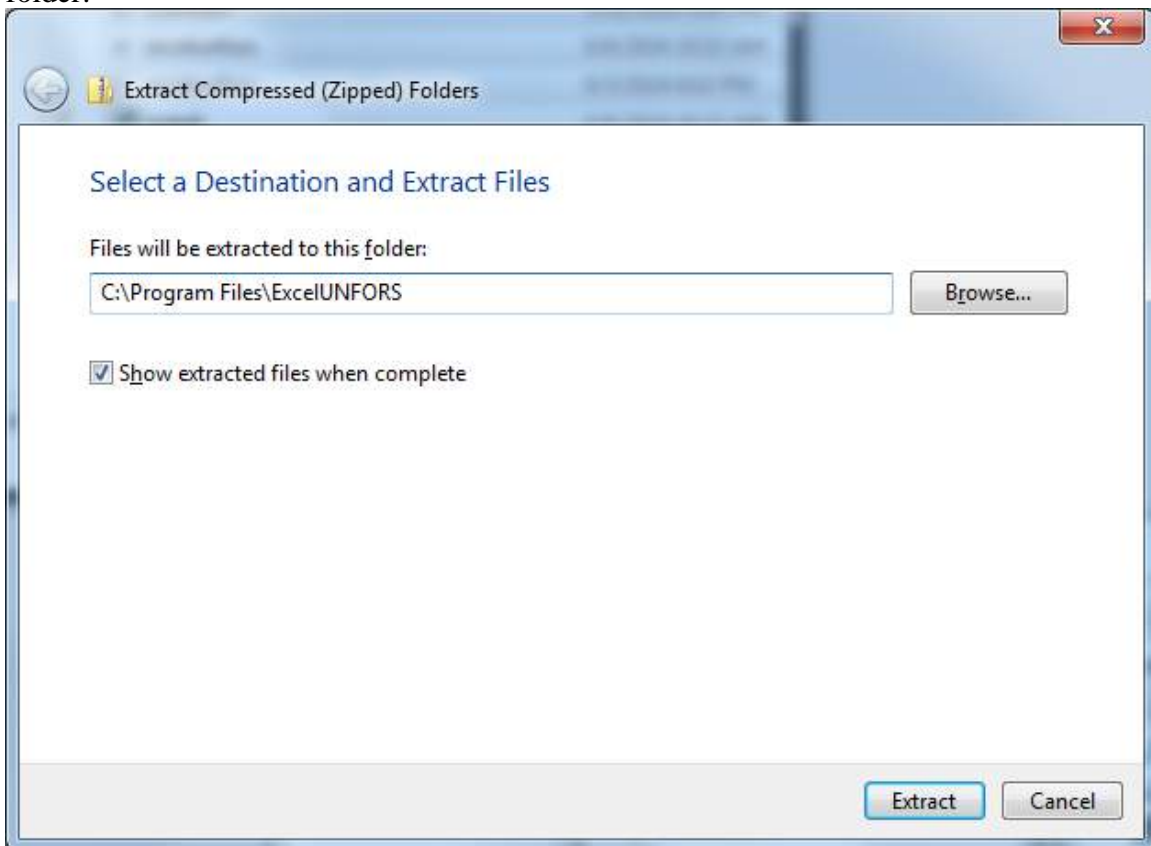 folder:
Extract Compressed (Zipped) Folders
Select a Destination and Extract Files
Files will be extracted to this folder:
C:\Program Files\ExcelUNFORS
Browse...
Show extracted files when complete
Extract
Cancel